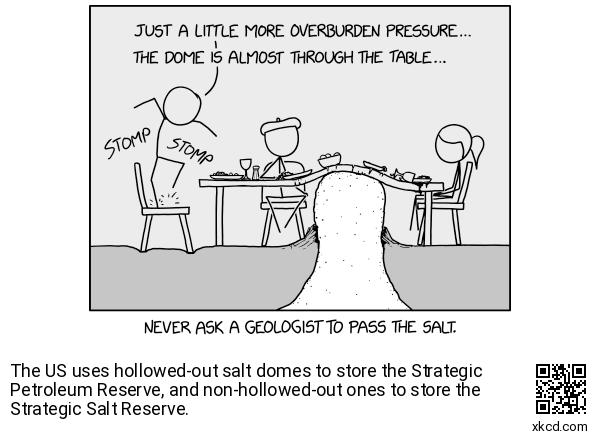 JUST A LITTLE MORE OVERBURDEN PRESSURE...
THE DOME IS ALMOST THROUGH THE TABLE...
STOMP
STOMP
NEVER ASK A GEOLOGIST TO PASS THE SALT.
The US uses hollowed-out salt domes to store the Strategic
Petroleum Reserve, and non-hollowed-out ones to store the
Strategic Salt Reserve.
xkcd.com